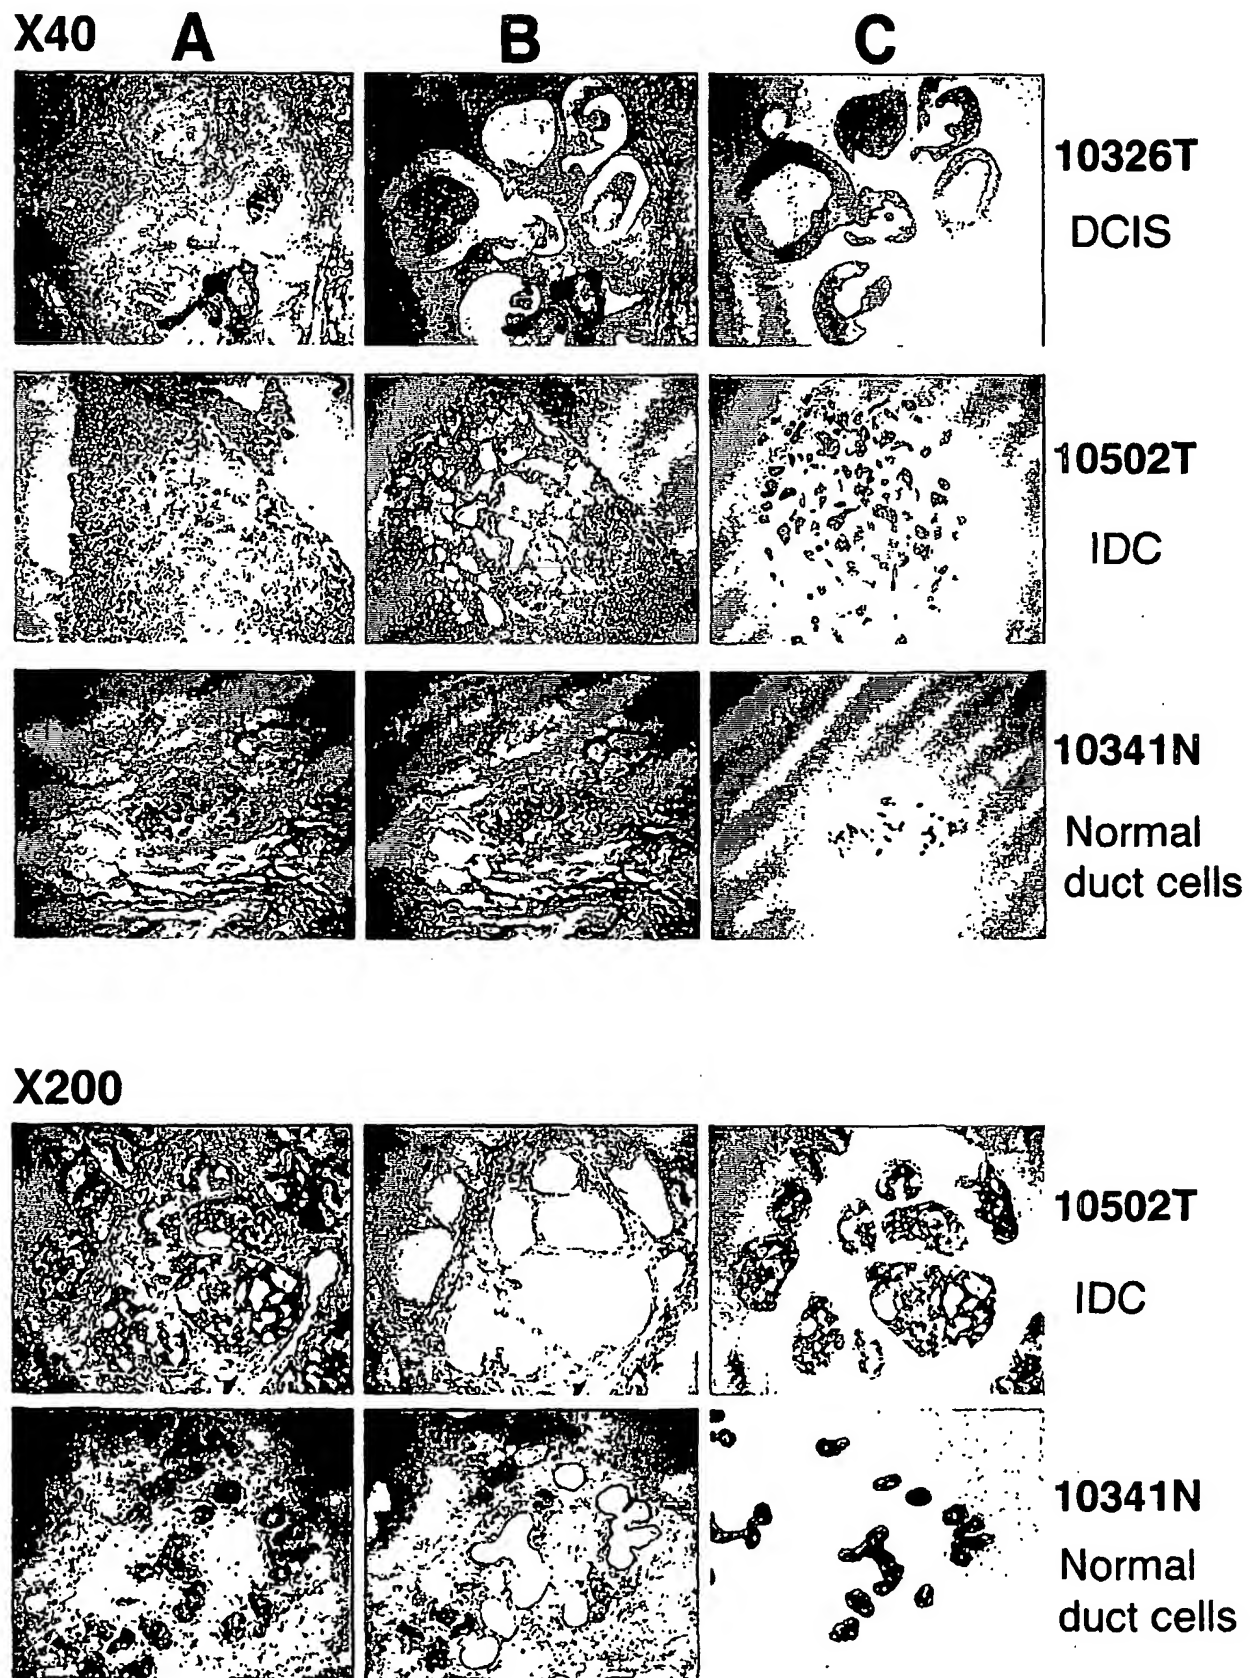 X40 A B C
10326T
DCIS
10502T
IDC
10341N
Normal
duct cells
X200
10502T
IDC
10341N
Normal
duct cells